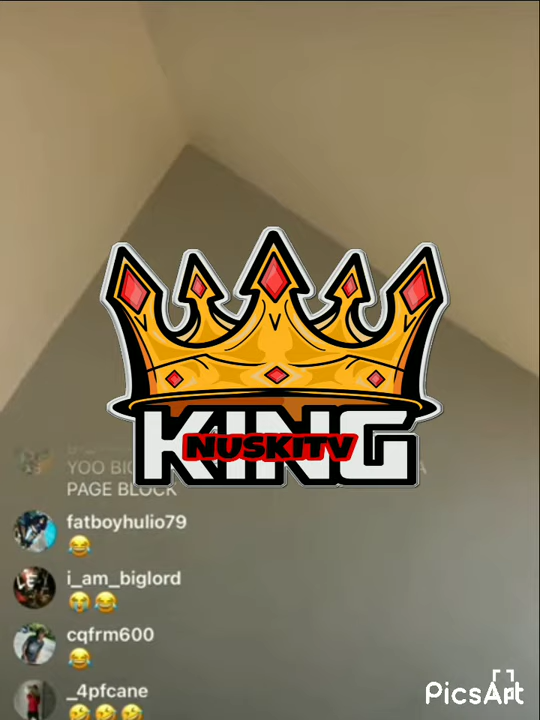 KING
NUSKITV
YOO BIG
A
PAGE BLOCK
fatboyhulio79
😂
i_am_biglord
😭😂
cqfrm600
😂
_4pfcane
🤣🤣🤣
PicsArt